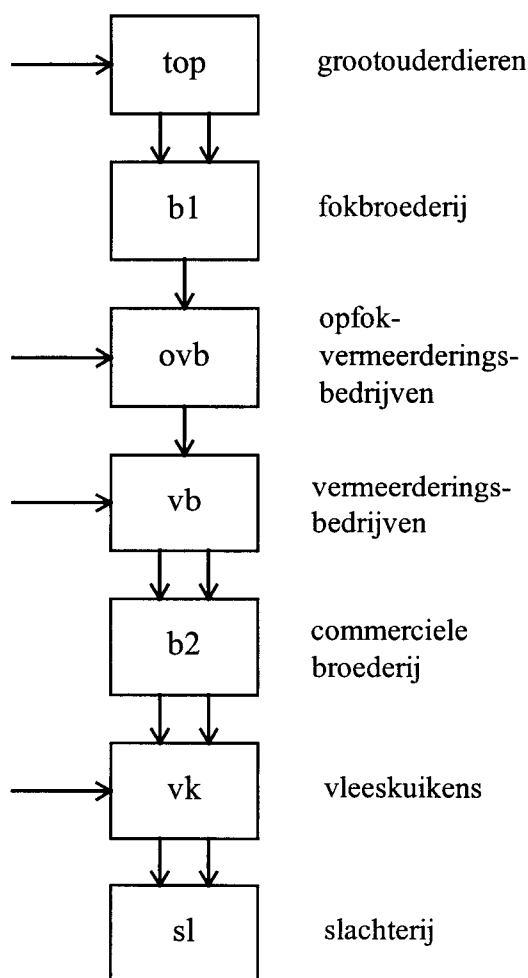 top grootouderdieren
b1 fokbroederij
opfok-
ovb vermeerderings-
bedrijven
vermeerderings-
vb
bedrijven
commerciele
b2
broederij
vk vleeskuikens
sl slachterij